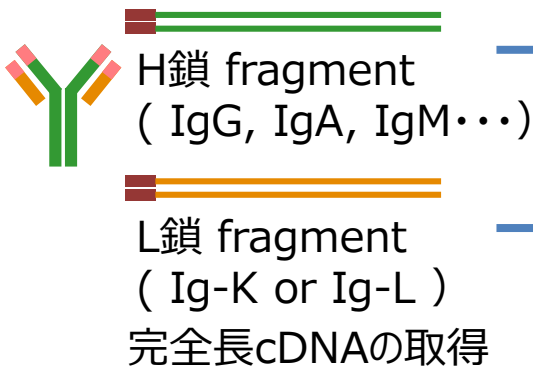 H鎖 fragment
( IgG, IgA, IgM･･･)
L鎖 fragment
( Ig-K or Ig-L )
完全長cDNAの取得